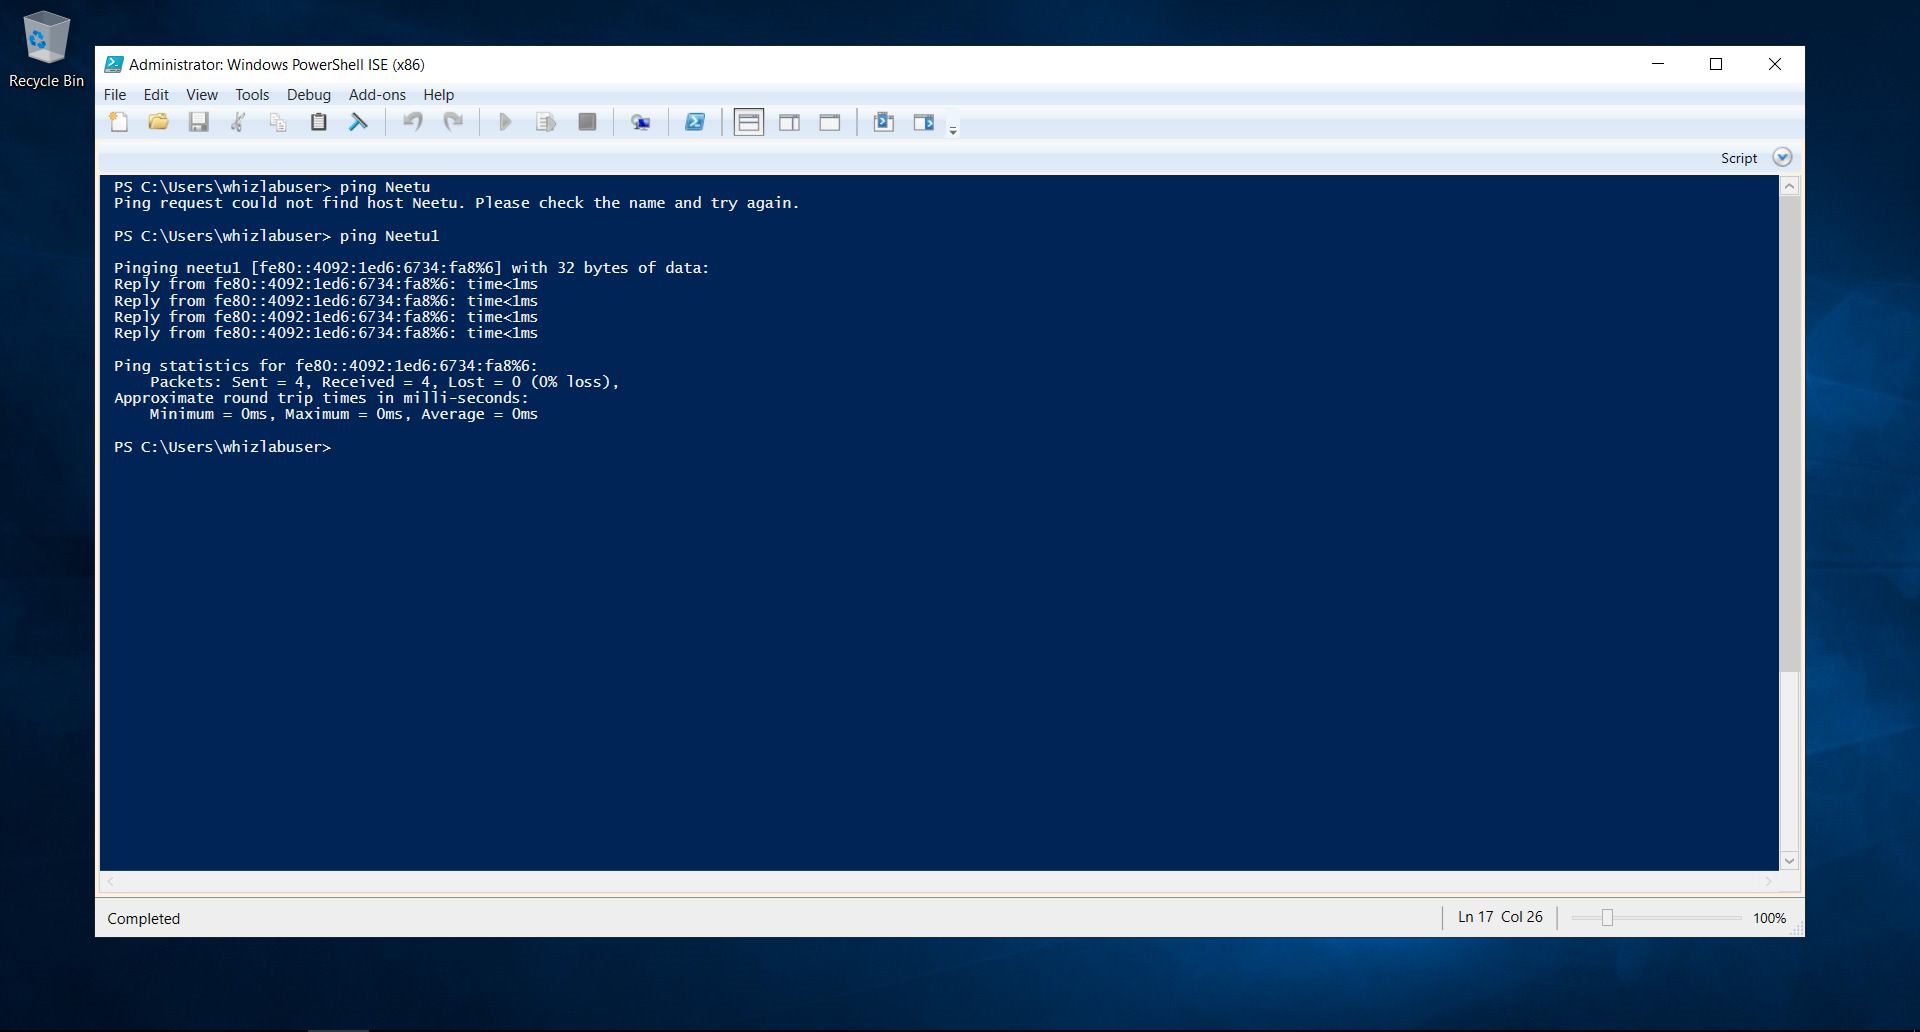 Recycle Bin
Administrator: Windows PowerShell ISE (x86)
File Edit View Tools Debug Add-ons Help
Script
PS C:\Users\whizlabuser> ping Neetu
Ping request could not find host Neetu. Please check the name and try again.
PS C:\Users\whizlabuser> ping Neetu1
Pinging neetu1 [fe80::4092:1ed6:6734:fa8%6] with 32 bytes of data:
Reply from fe80::4092:1ed6:6734:fa8%6: time<1ms
Reply from fe80::4092:1ed6:6734:fa8%6: time<1ms
Reply from fe80::4092:1ed6:6734:fa8%6: time<1ms
Reply from fe80::4092:1ed6:6734:fa8%6: time<1ms
Ping statistics for fe80::4092:1ed6:6734:fa8%6:
    Packets: Sent = 4, Received = 4, Lost = 0 (0% loss),
Approximate round trip times in milli-seconds:
    Minimum = 0ms, Maximum = 0ms, Average = 0ms
PS C:\Users\whizlabuser>
Completed
Ln 17 Col 26
100%